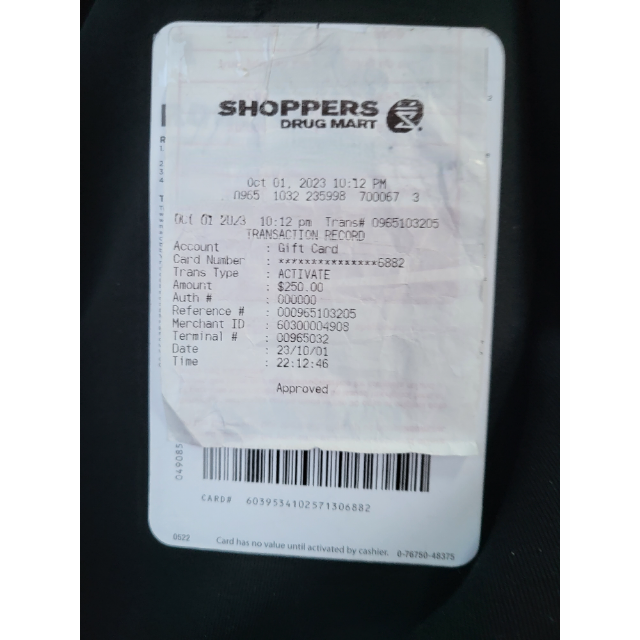 SHOPPERS
DRUG MART
Oct 01, 2023 10:12 PM
0965 1032 235998 700067 3
Oct 01 2023 10:12 pm Trans# 0965103205
TRANSACTION RECORD
Account : Gift Card
Card Number : ***************6882
Trans Type : ACTIVATE
Amount : $250.00
Auth # : 000000
Reference # : 000965103205
Merchant ID : 60300004908
Terminal # : 00965032
Date : 23/10/01
Time : 22:12:46
Approved
049085
CARD# 6039534102571306882
0522 Card has no value until activated by cashier. 0-76750-48375